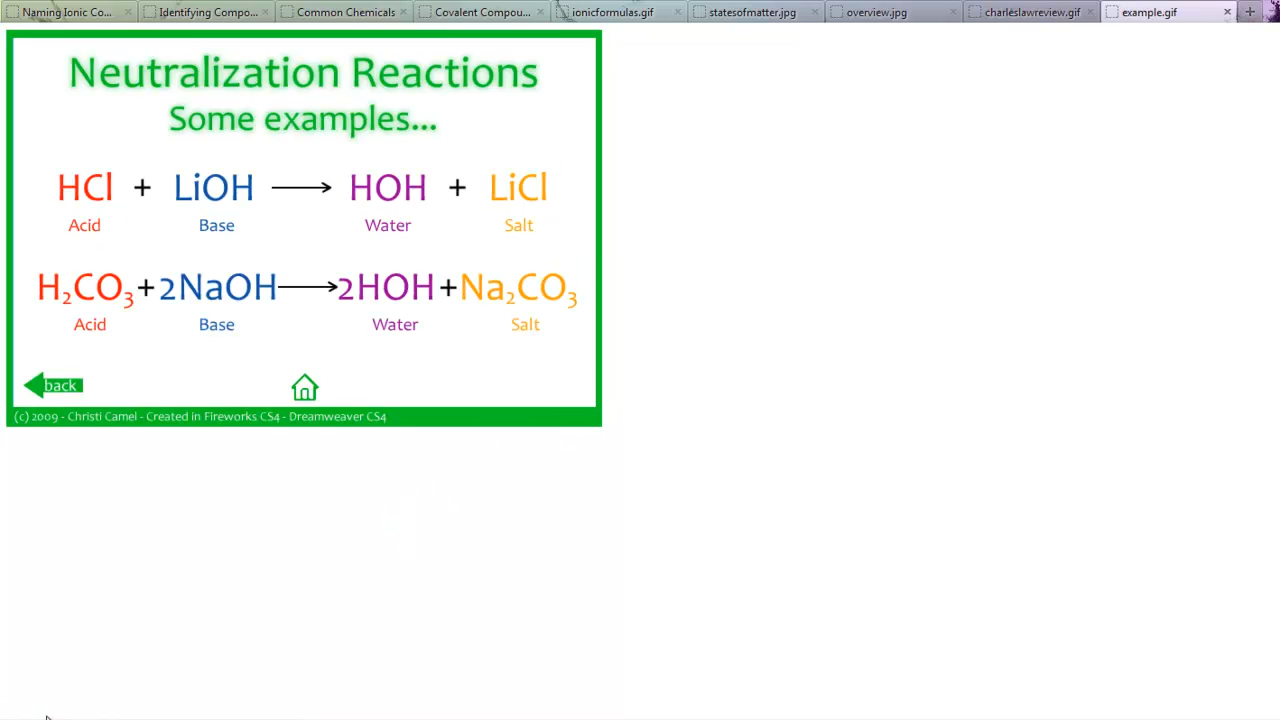 Naming Ionic Co...
Identifying Compo...
Common Chemicals
Covalent Compou...
ionicformulas.gif
statesofmatter.jpg
overview.jpg
charleslawreview.gif
example.gif
Neutralization Reactions
Some examples...
HCl + LiOH ⟶ HOH + LiCl
Acid Base Water Salt
H₂CO₃+2NaOH⟶2HOH+Na₂CO₃
Acid Base Water Salt
back
(c) 2009 - Christi Camel - Created in Fireworks CS4 - Dreamweaver CS4